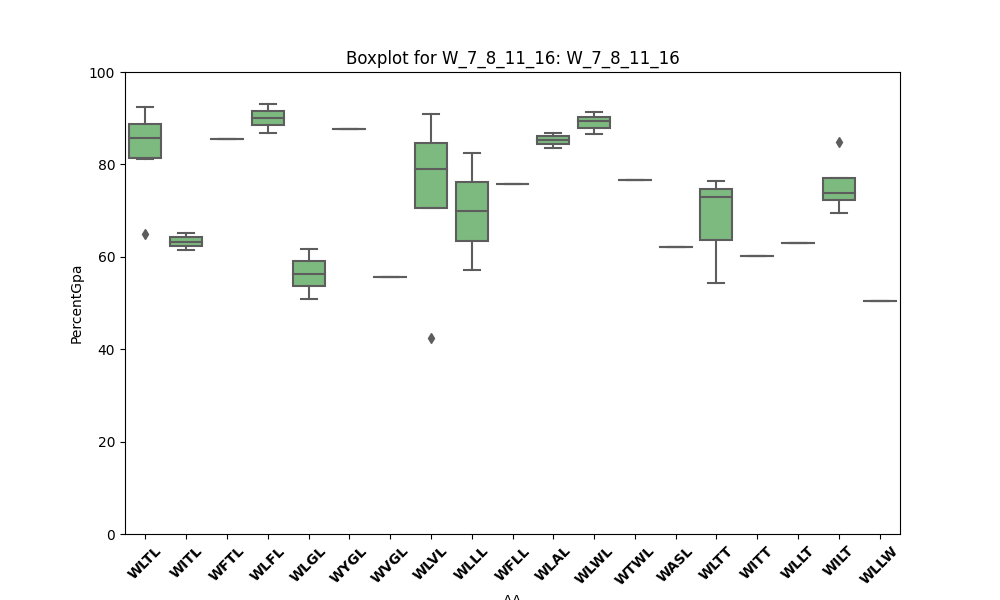 Boxplot for W_7_8_11_16: W_7_8_11_16
PercentGpa
100
80
60
40
20
0
WLTL WITL WFTL WLFL WLGL WYGL WVGL WLVL WLLL WFLL WLAL WLWL WTWL WASL WLTT WITT WLLT WILT WLLW
AA